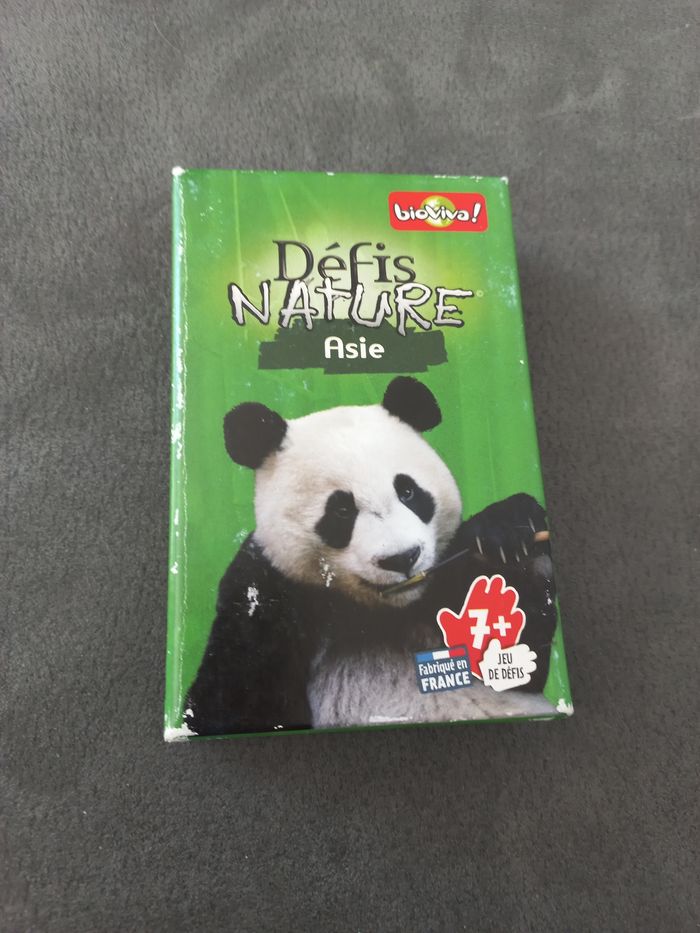 bioviva!
Défis
NATURE©
Asie
7+
JEU
DE DÉFIS
Fabriqué en
FRANCE